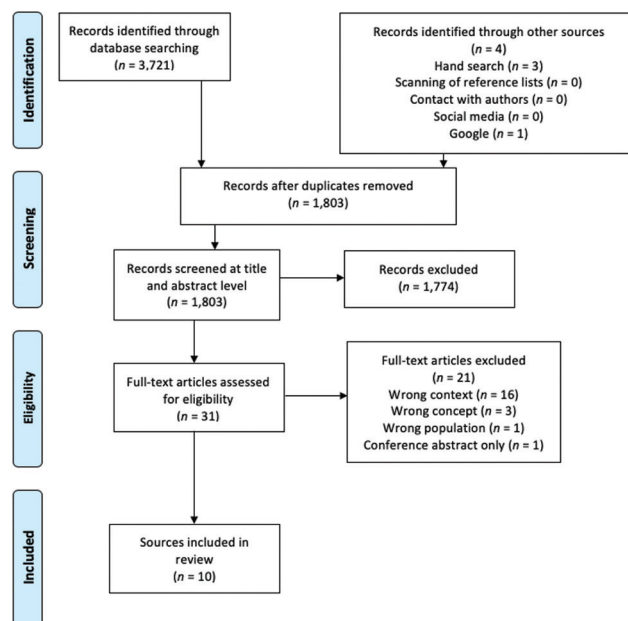 Identification
Records identified through
database searching
(n = 3,721)
Records identified through other sources
(n = 4)
Hand search (n = 3)
Scanning of reference lists (n = 0)
Contact with authors (n = 0)
Social media (n = 0)
Google (n = 1)
Screening
Records after duplicates removed
(n = 1,803)
Records screened at title
and abstract level
(n = 1,803)
Records excluded
(n = 1,774)
Eligibility
Full-text articles assessed
for eligibility
(n = 31)
Full-text articles excluded
(n = 21)
Wrong context (n = 16)
Wrong concept (n = 3)
Wrong population (n = 1)
Conference abstract only (n = 1)
Included
Sources included in
review
(n = 10)